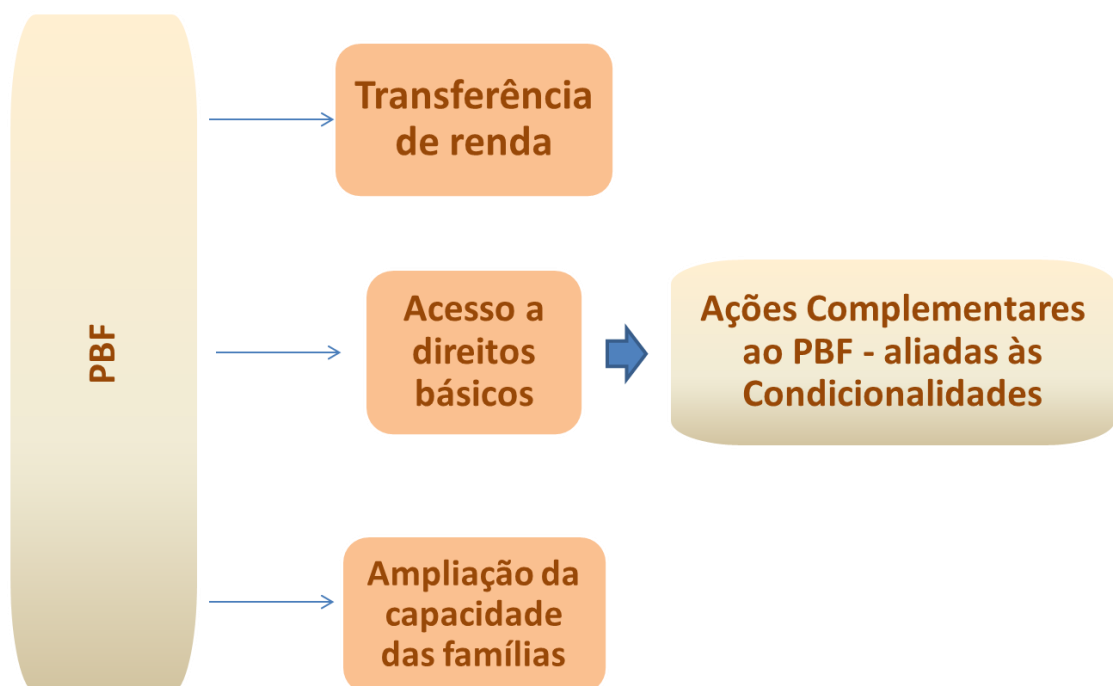 PBF
Transferência
de renda
Acesso a
direitos
básicos
Ações Complementares
ao PBF - aliadas às
Condicionalidades
Ampliação da
capacidade
das famílias